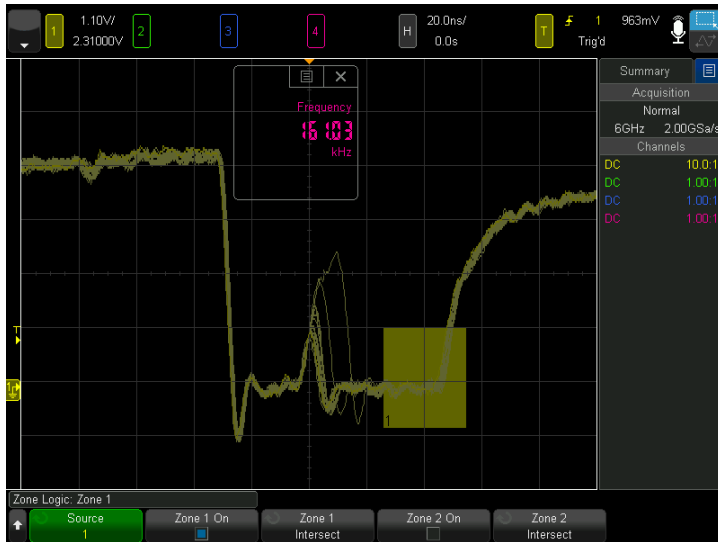 1.10V/ 20.0ns/ 1 963mV
1 2 3 4 H T
2.31000V 0.0s Trig'd
Summary
Acquisition
Normal
6GHz 2.00GSa/s
Channels
DC 10.0:1
DC 1.00:1
DC 1.00:1
DC 1.00:1
Frequency
161.03
kHz
T
1
1
Zone Logic: Zone 1
Source Zone 1 On Zone 1 Zone 2 On Zone 2
1 Intersect Intersect